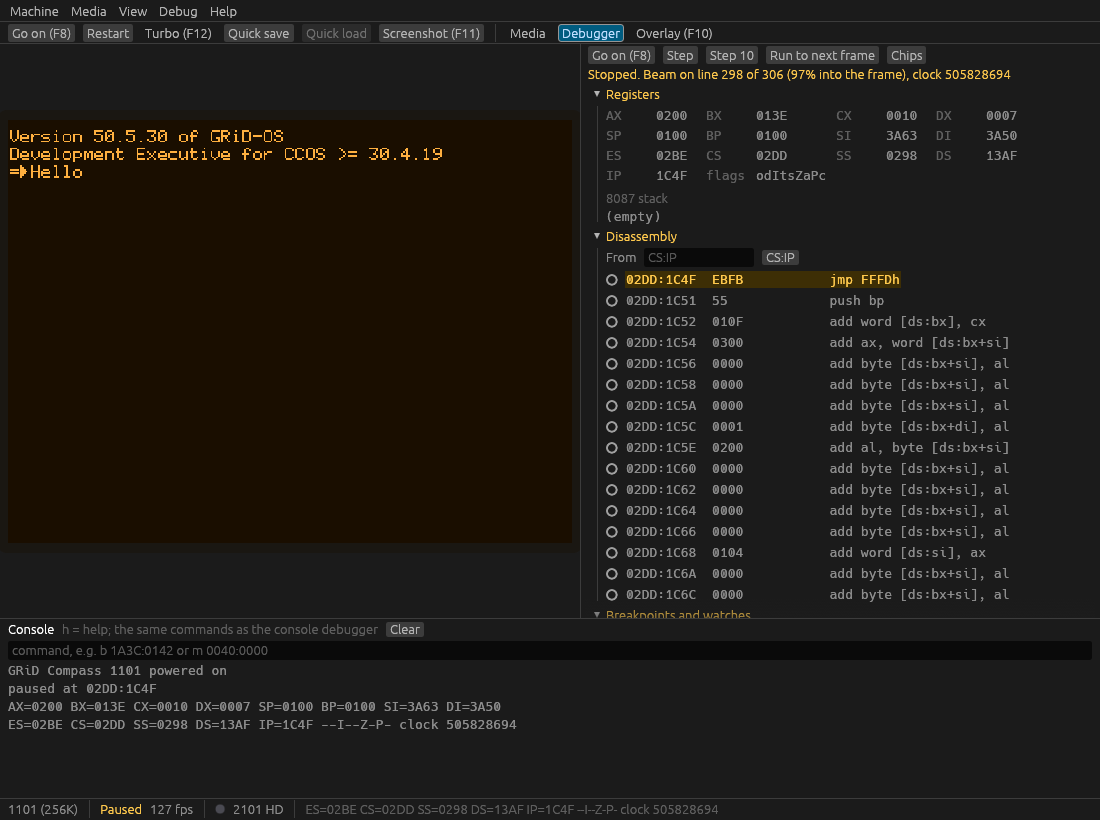 Machine Media View Debug Help
Go on (F8) Restart Turbo (F12) Quick save Quick load Screenshot (F11) Media Debugger Overlay (F10)
Version 50.5.30 of GRiD-OS
Development Executive for CCOS >= 30.4.19
Hello
Go on (F8) Step Step 10 Run to next frame Chips
Stopped. Beam on line 298 of 306 (97% into the frame), clock 505828694
Registers
AX 0200 BX 013E CX 0010 DX 0007
SP 0100 BP 0100 SI 3A63 DI 3A50
ES 02BE CS 02DD SS 0298 DS 13AF
IP 1C4F flags odItsZaPc
8087 stack
(empty)
Disassembly
From CS:IP CS:IP
02DD:1C4F EBFB jmp FFFDh
02DD:1C51 55 push bp
02DD:1C52 010F add word [ds:bx], cx
02DD:1C54 0300 add ax, word [ds:bx+si]
02DD:1C56 0000 add byte [ds:bx+si], al
02DD:1C58 0000 add byte [ds:bx+si], al
02DD:1C5A 0000 add byte [ds:bx+si], al
02DD:1C5C 0001 add byte [ds:bx+di], al
02DD:1C5E 0200 add al, byte [ds:bx+si]
02DD:1C60 0000 add byte [ds:bx+si], al
02DD:1C62 0000 add byte [ds:bx+si], al
02DD:1C64 0000 add byte [ds:bx+si], al
02DD:1C66 0000 add byte [ds:bx+si], al
02DD:1C68 0104 add word [ds:si], ax
02DD:1C6A 0000 add byte [ds:bx+si], al
02DD:1C6C 0000 add byte [ds:bx+si], al
Breakpoints and watches
Console h = help; the same commands as the console debugger Clear
command, e.g. b 1A3C:0142 or m 0040:0000
GRiD Compass 1101 powered on
paused at 02DD:1C4F
AX=0200 BX=013E CX=0010 DX=0007 SP=0100 BP=0100 SI=3A63 DI=3A50
ES=02BE CS=02DD SS=0298 DS=13AF IP=1C4F --I--Z-P- clock 505828694
1101 (256K) Paused 127 fps 2101 HD ES=02BE CS=02DD SS=0298 DS=13AF IP=1C4F --I--Z-P- clock 505828694